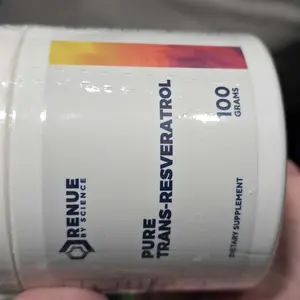 RENUE
BY SCIENCE
PURE
TRANS-RESVERATROL
100
GRAMS
DIETARY SUPPLEMENT